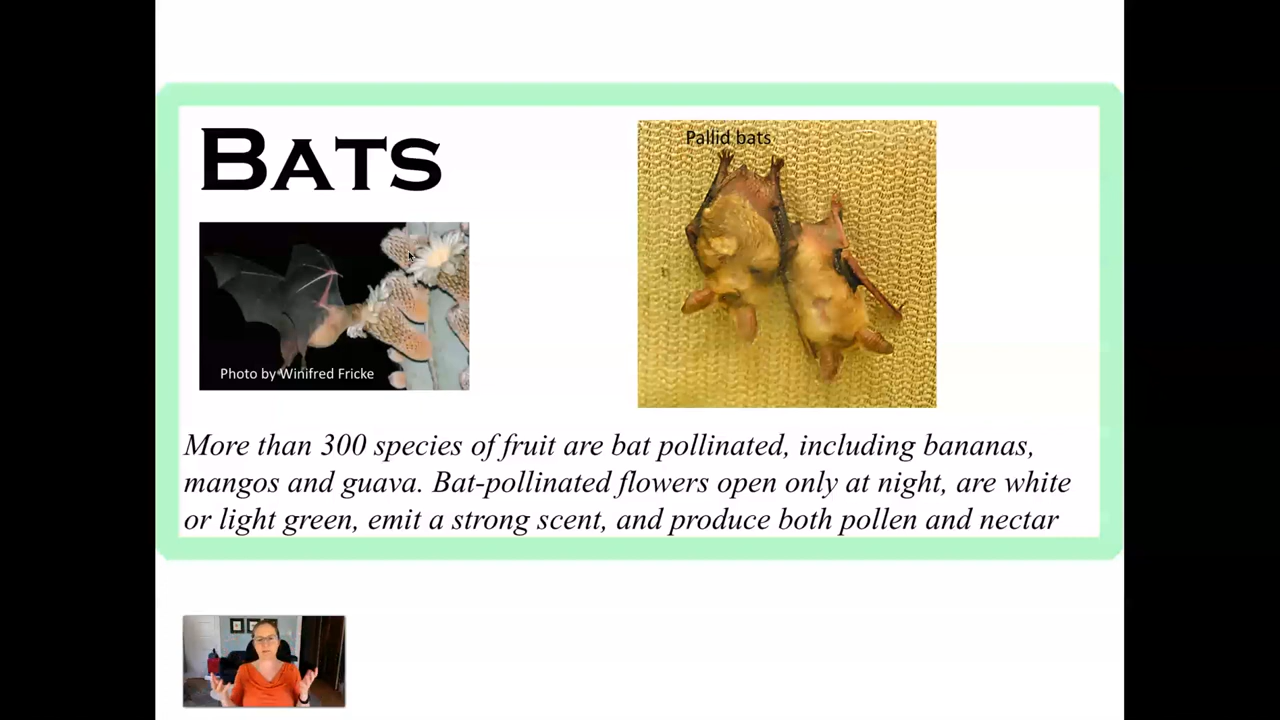 BATS
Pallid bats
Photo by Winifred Fricke
More than 300 species of fruit are bat pollinated, including bananas,
mangos and guava. Bat-pollinated flowers open only at night, are white
or light green, emit a strong scent, and produce both pollen and nectar